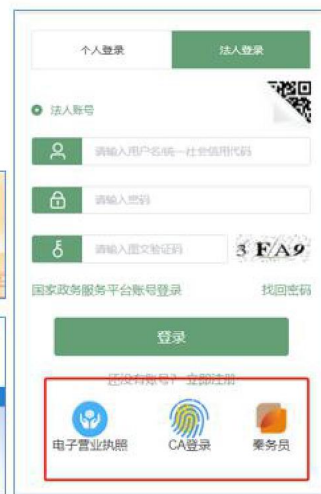 个人登录
法人登录
法人账号
请输入用户名/统一社会信用代码
请输入密码
请输入图文验证码
3 FA9
国家政务服务平台账号登录
找回密码
登录
还没有账号? 立即注册
电子营业执照
CA登录
秦务员